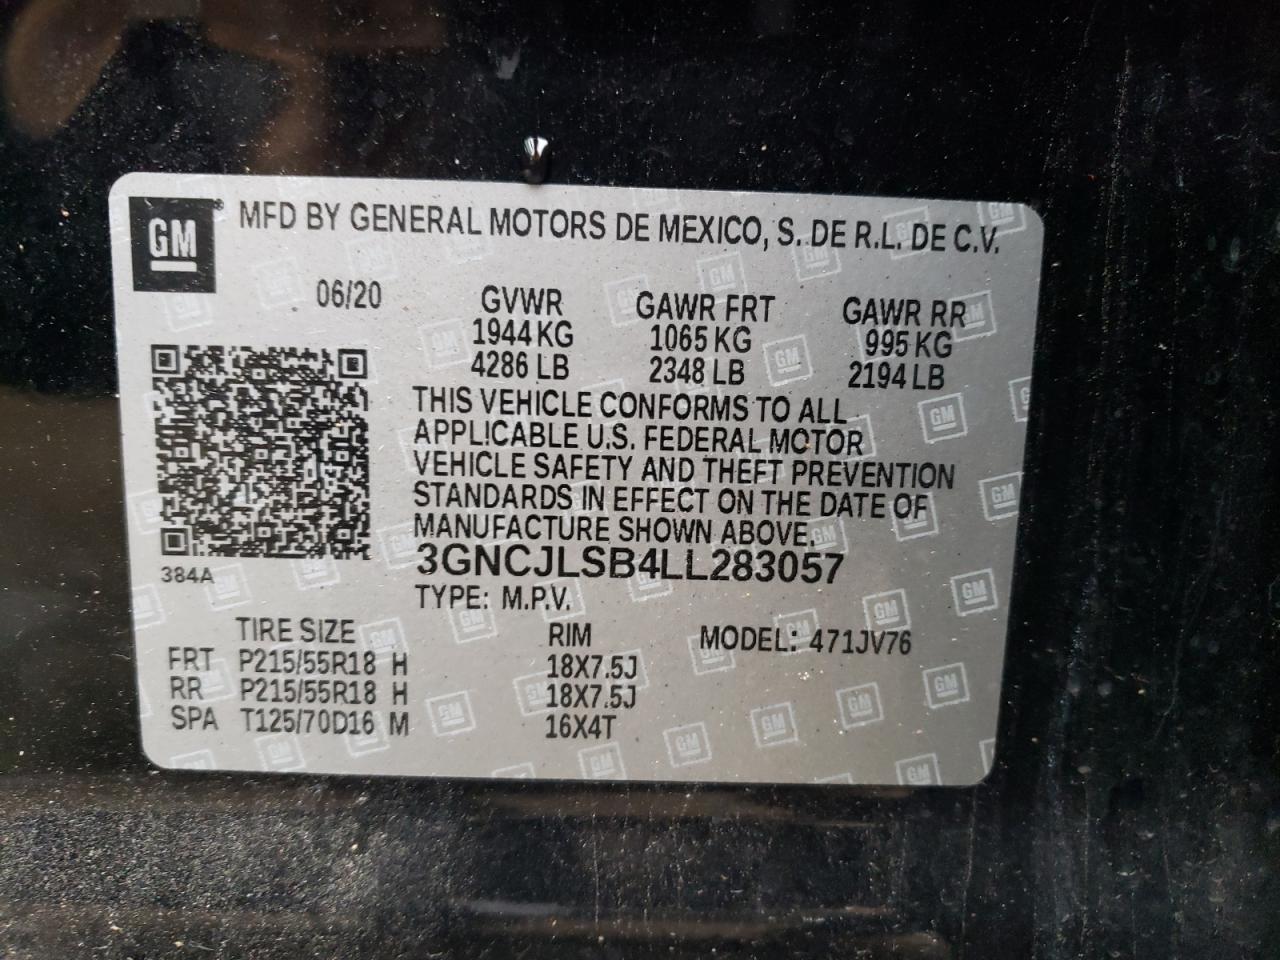 GM ® MFD BY GENERAL MOTORS DE MEXICO, S. DE R.L. DE C.V.
06/20 GVWR GAWR FRT GAWR RR
1944 KG 1065 KG 995 KG
4286 LB 2348 LB 2194 LB
THIS VEHICLE CONFORMS TO ALL
APPLICABLE U.S. FEDERAL MOTOR
VEHICLE SAFETY AND THEFT PREVENTION
STANDARDS IN EFFECT ON THE DATE OF
MANUFACTURE SHOWN ABOVE.
3GNCJLSB4LL283057
384A
TYPE: M.P.V.
TIRE SIZE RIM MODEL: 471JV76
FRT P215/55R18 H 18X7.5J
RR P215/55R18 H 18X7.5J
SPA T125/70D16 M 16X4T